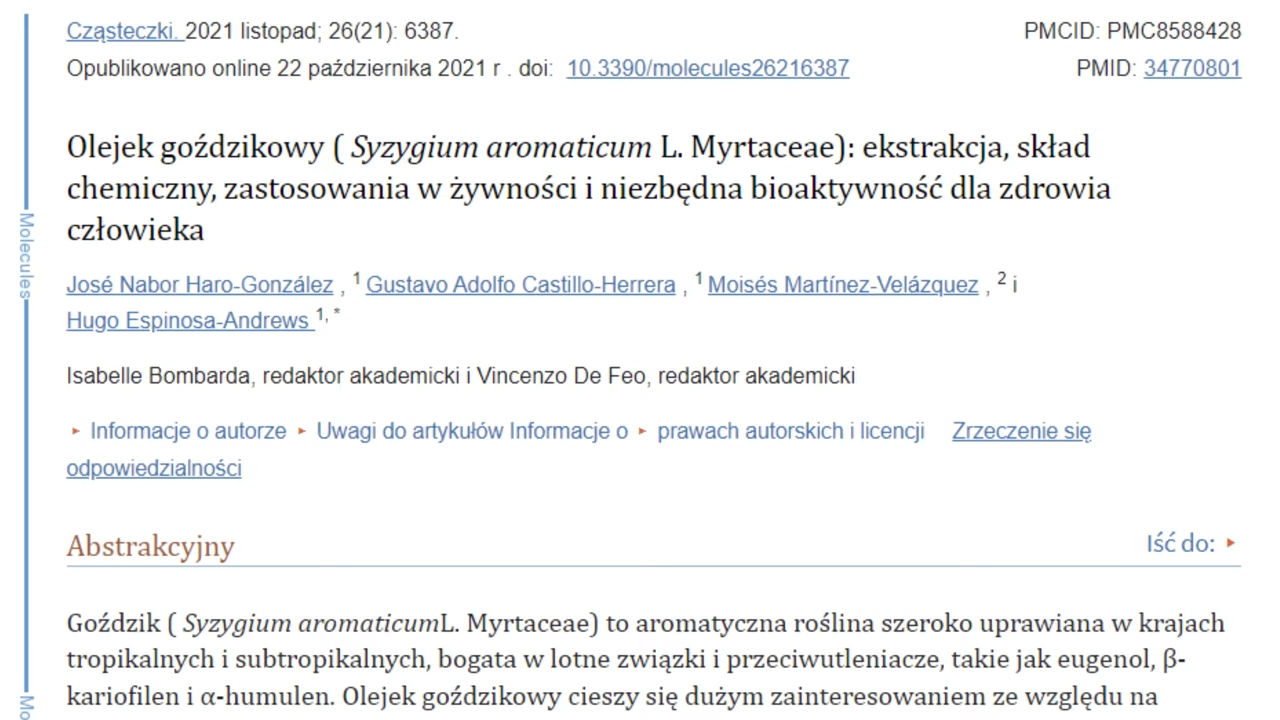 Cząsteczki. 2021 listopad; 26(21): 6387.
PMCID: PMC8588428
Opublikowano online 22 października 2021 r . doi: 10.3390/molecules26216387
PMID: 34770801
Olejek goździkowy ( Syzygium aromaticum L. Myrtaceae): ekstrakcja, skład
chemiczny, zastosowania w żywności i niezbędna bioaktywność dla zdrowia
człowieka
José Nabor Haro-González , 1 Gustavo Adolfo Castillo-Herrera , 1 Moisés Martínez-Velázquez , 2 i
Hugo Espinosa-Andrews 1, *
Isabelle Bombarda, redaktor akademicki i Vincenzo De Feo, redaktor akademicki
▸ Informacje o autorze ▸ Uwagi do artykułów Informacje o ▸ prawach autorskich i licencji Zrzeczenie się
odpowiedzialności
Abstrakcyjny
Iść do: ▸
Goździk ( Syzygium aromaticumL. Myrtaceae) to aromatyczna roślina szeroko uprawiana w krajach
tropikalnych i subtropikalnych, bogata w lotne związki i przeciwutleniacze, takie jak eugenol, β-
kariofilen i α-humulen. Olejek goździkowy cieszy się dużym zainteresowaniem ze względu na
Molecules
Mo